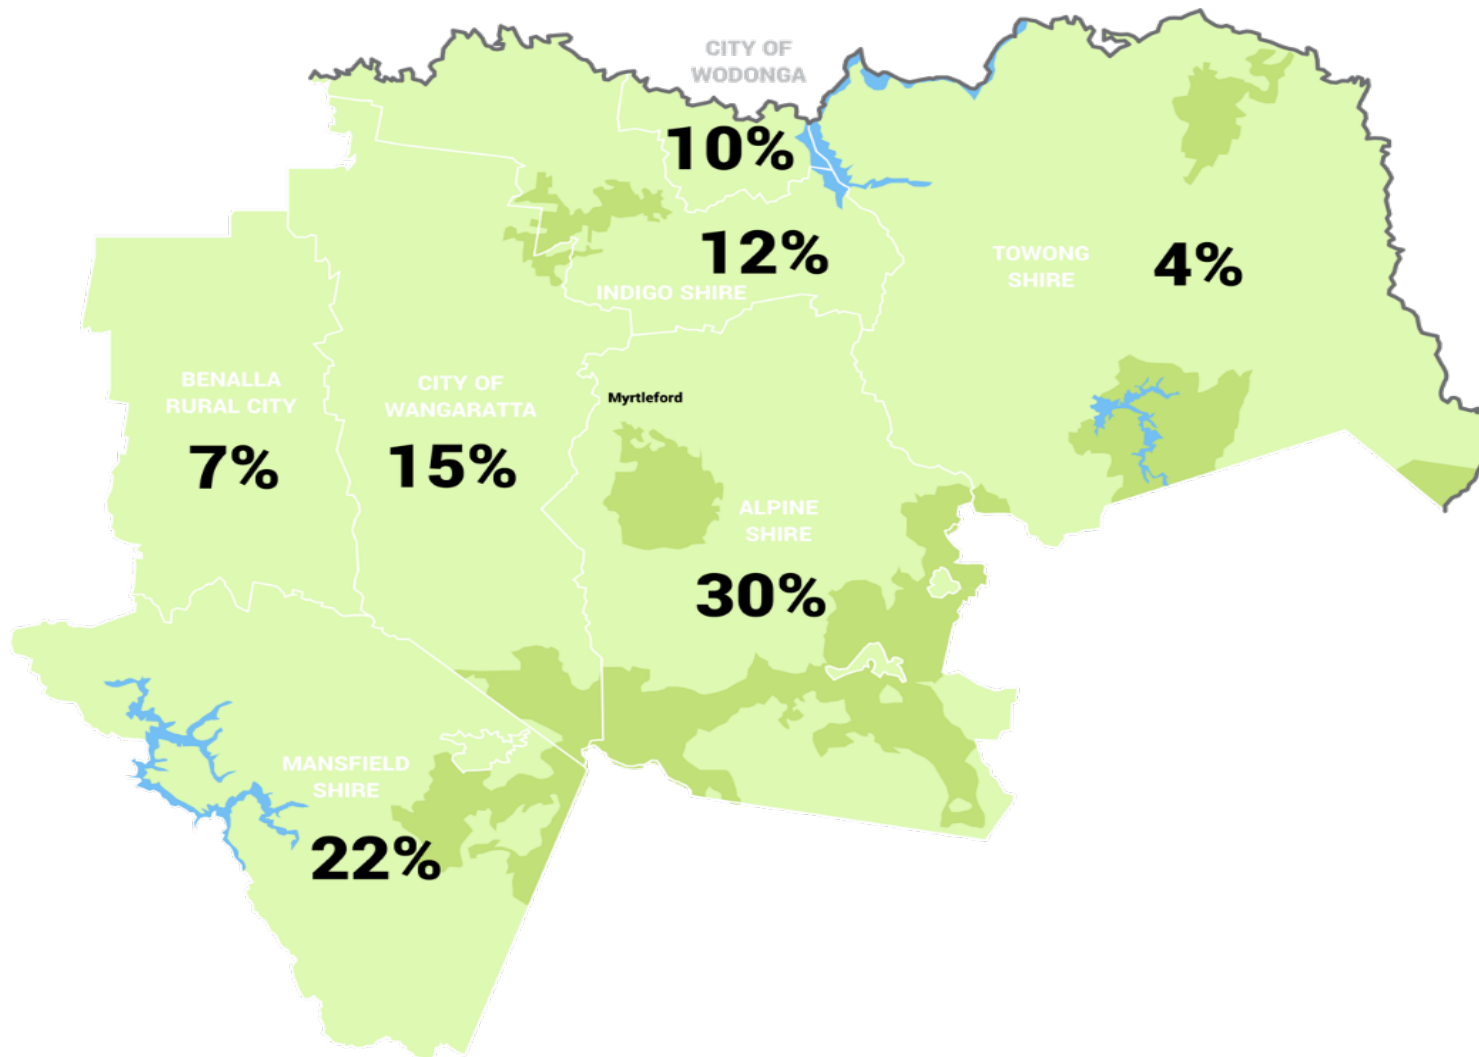 CITY OF
WODONGA
10%
12%
INDIGO SHIRE
TOWONG
SHIRE
4%
BENALLA
RURAL CITY
7%
CITY OF
WANGARATTA
15%
Myrtleford
ALPINE
SHIRE
30%
MANSFIELD
SHIRE
22%